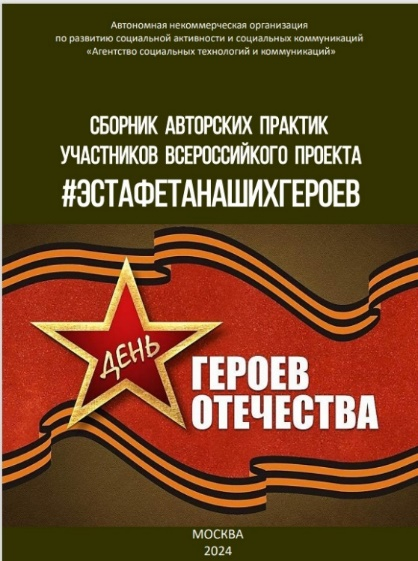 Автономная некоммерческая организация
по развитию социальной активности и социальных коммуникаций
«Агентство социальных технологий и коммуникаций»
СБОРНИК АВТОРСКИХ ПРАКТИК
УЧАСТНИКОВ ВСЕРОССИЙКОГО ПРОЕКТА
#ЭСТАФЕТАНАШИХГЕРОЕВ
ДЕНЬ
ГЕРОЕВ
ОТЕЧЕСТВА
МОСКВА
2024